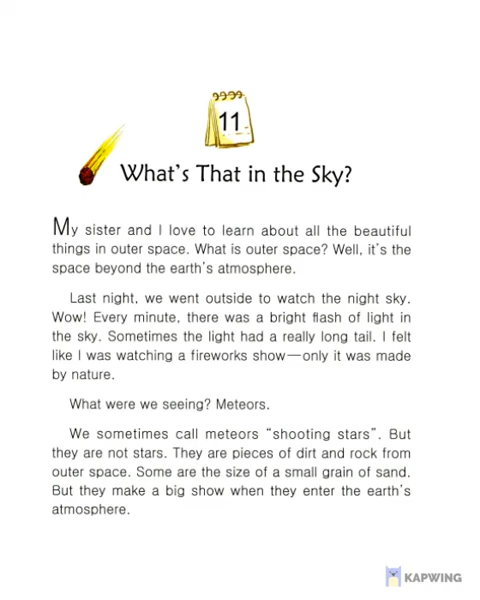 11
What's That in the Sky?
My sister and I love to learn about all the beautiful
things in outer space. What is outer space? Well, it's the
space beyond the earth's atmosphere.
Last night, we went outside to watch the night sky.
Wow! Every minute, there was a bright flash of light in
the sky. Sometimes the light had a really long tail. I felt
like I was watching a fireworks show—only it was made
by nature.
What were we seeing? Meteors.
We sometimes call meteors "shooting stars". But
they are not stars. They are pieces of dirt and rock from
outer space. Some are the size of a small grain of sand.
But they make a big show when they enter the earth's
atmosphere.
KAPWING